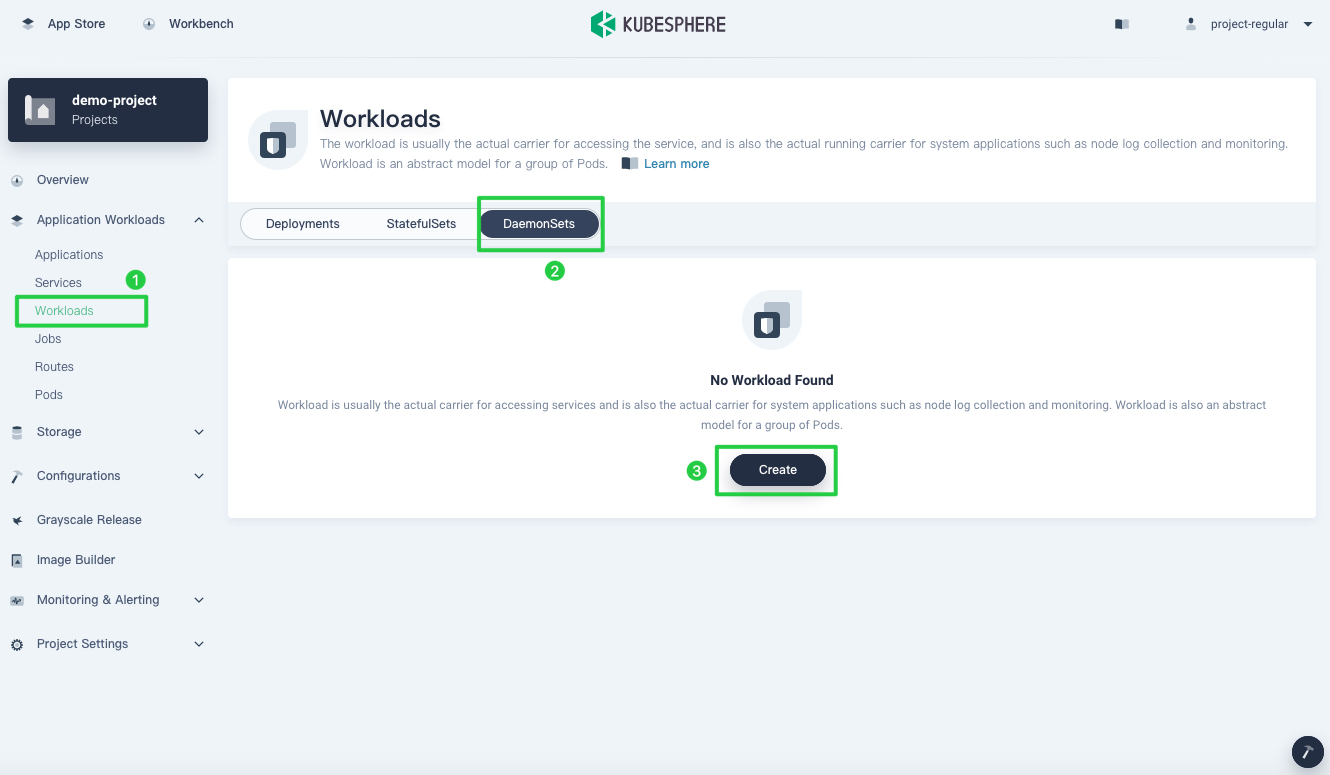 App Store
Workbench
KUBESPHERE
project-regular
demo-project
Projects
Overview
Application Workloads
Applications
Services
1
Workloads
Jobs
Routes
Pods
Storage
Configurations
Grayscale Release
Image Builder
Monitoring & Alerting
Project Settings
Workloads
The workload is usually the actual carrier for accessing the service, and is also the actual running carrier for system applications such as node log collection and monitoring.
Workload is an abstract model for a group of Pods. Learn more
Deployments
StatefulSets
DaemonSets
2
No Workload Found
Workload is usually the actual carrier for accessing services and is also the actual carrier for system applications such as node log collection and monitoring. Workload is also an abstract
model for a group of Pods.
3
Create